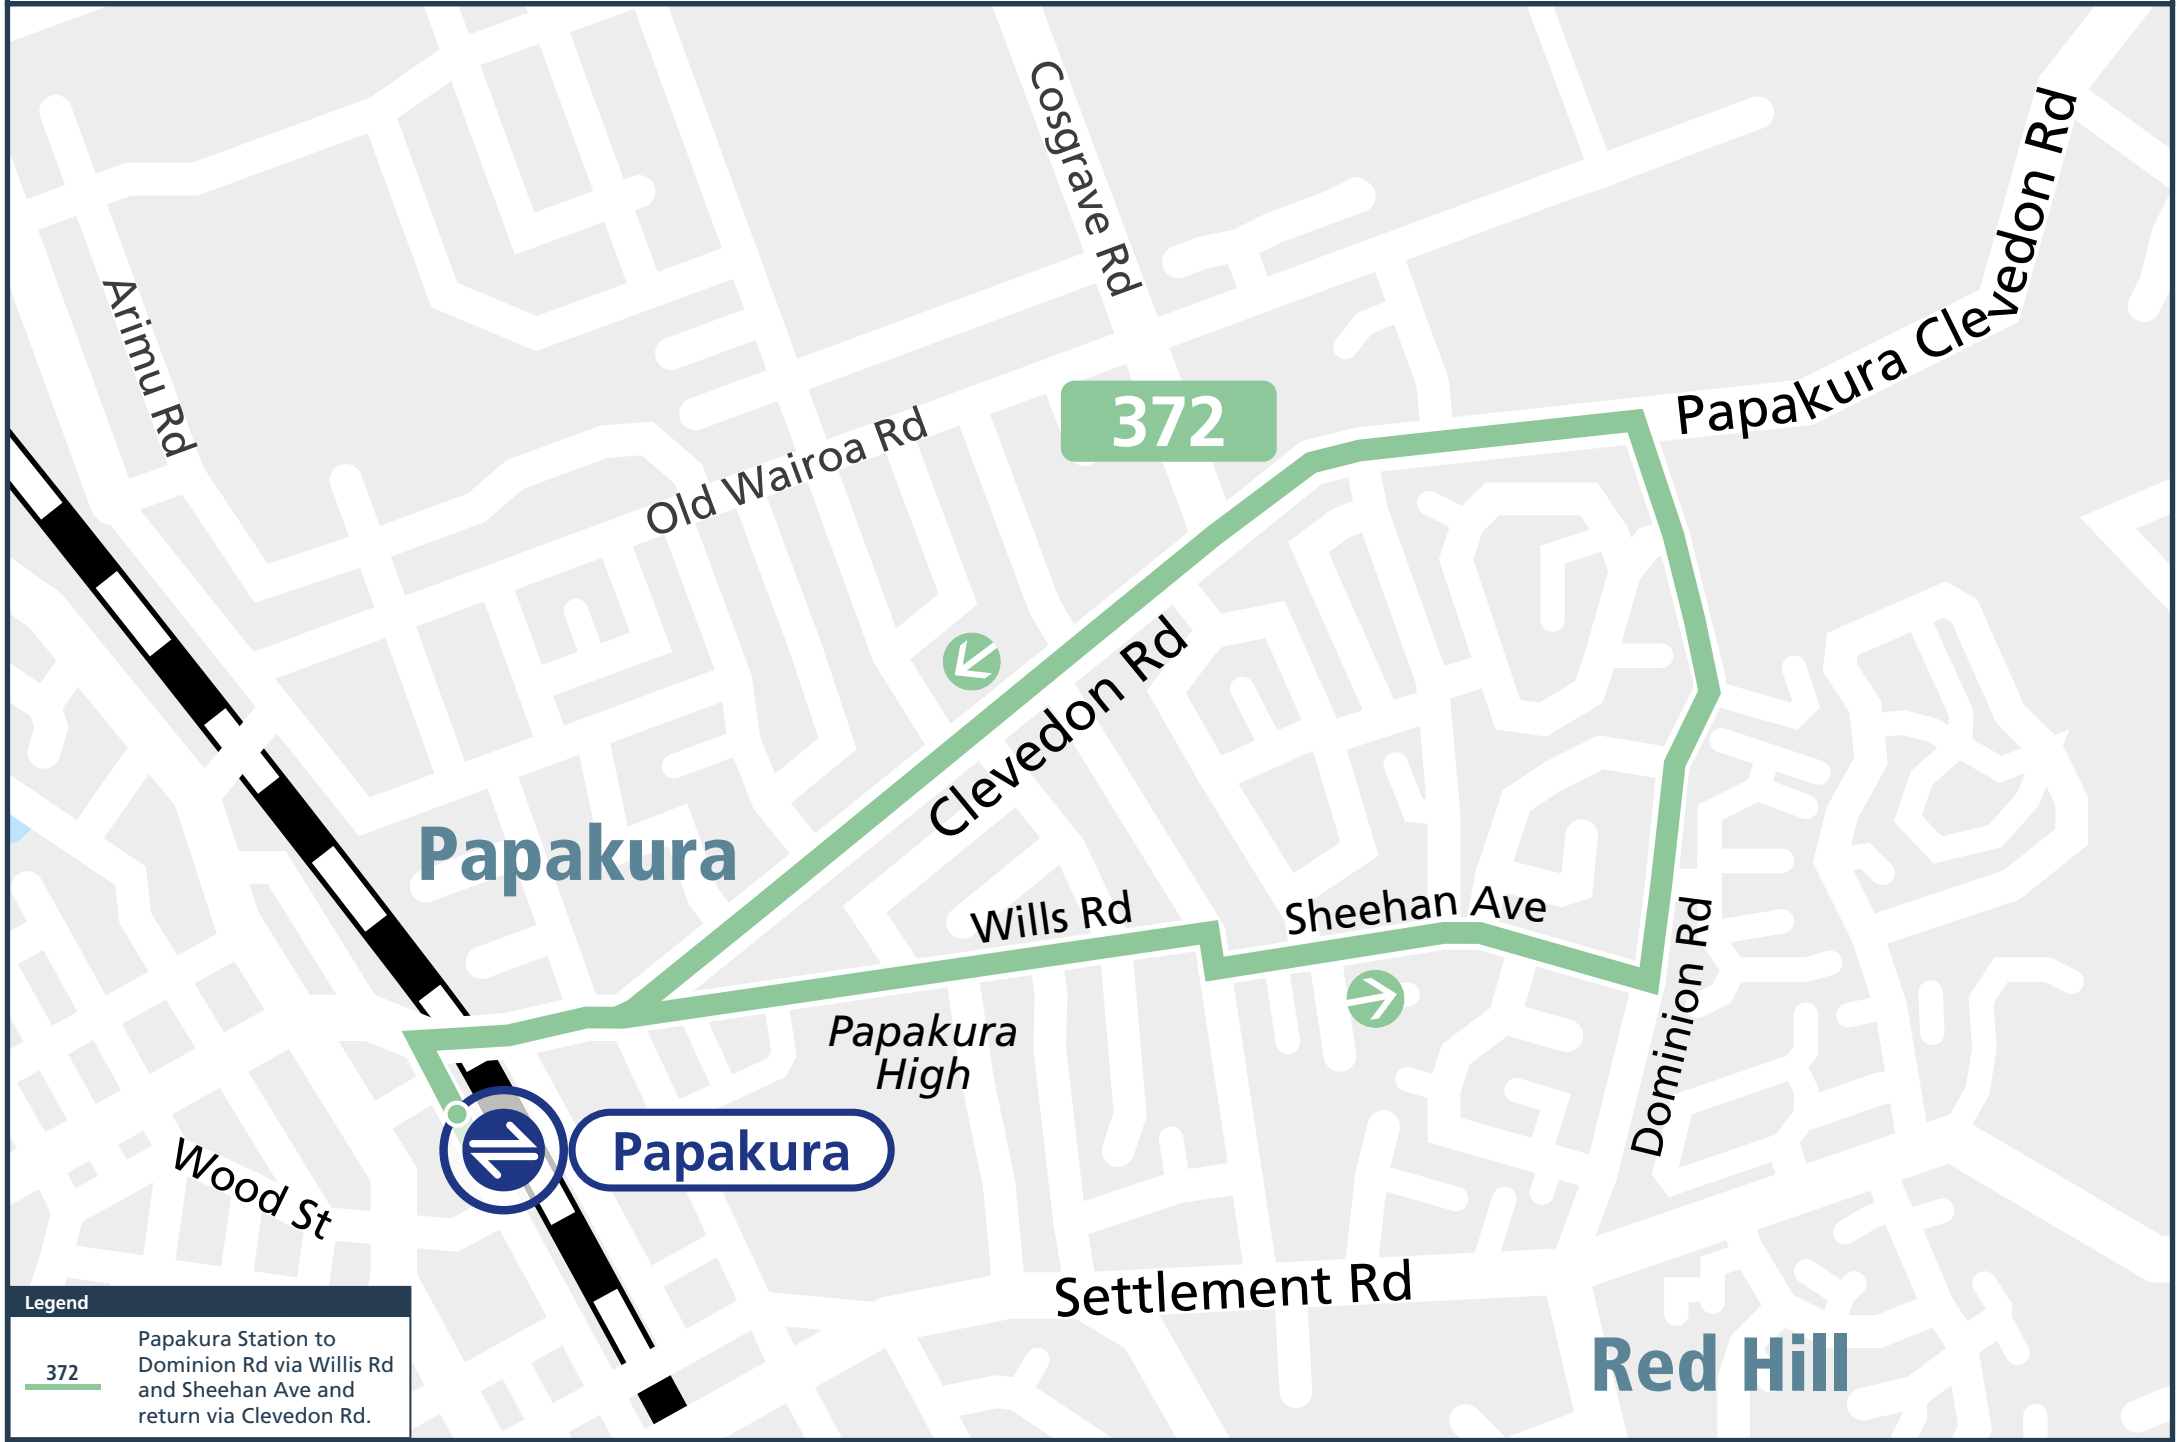 Cosgrave Rd
Papakura Clevedon Rd
Arimu Rd
372
Old Wairoa Rd
Clevedon Rd
Papakura
Wills Rd
Sheehan Ave
Dominion Rd
Papakura
High
Papakura
Wood St
Settlement Rd
Red Hill
Legend
372
Papakura Station to
Dominion Rd via Willis Rd
and Sheehan Ave and
return via Clevedon Rd.